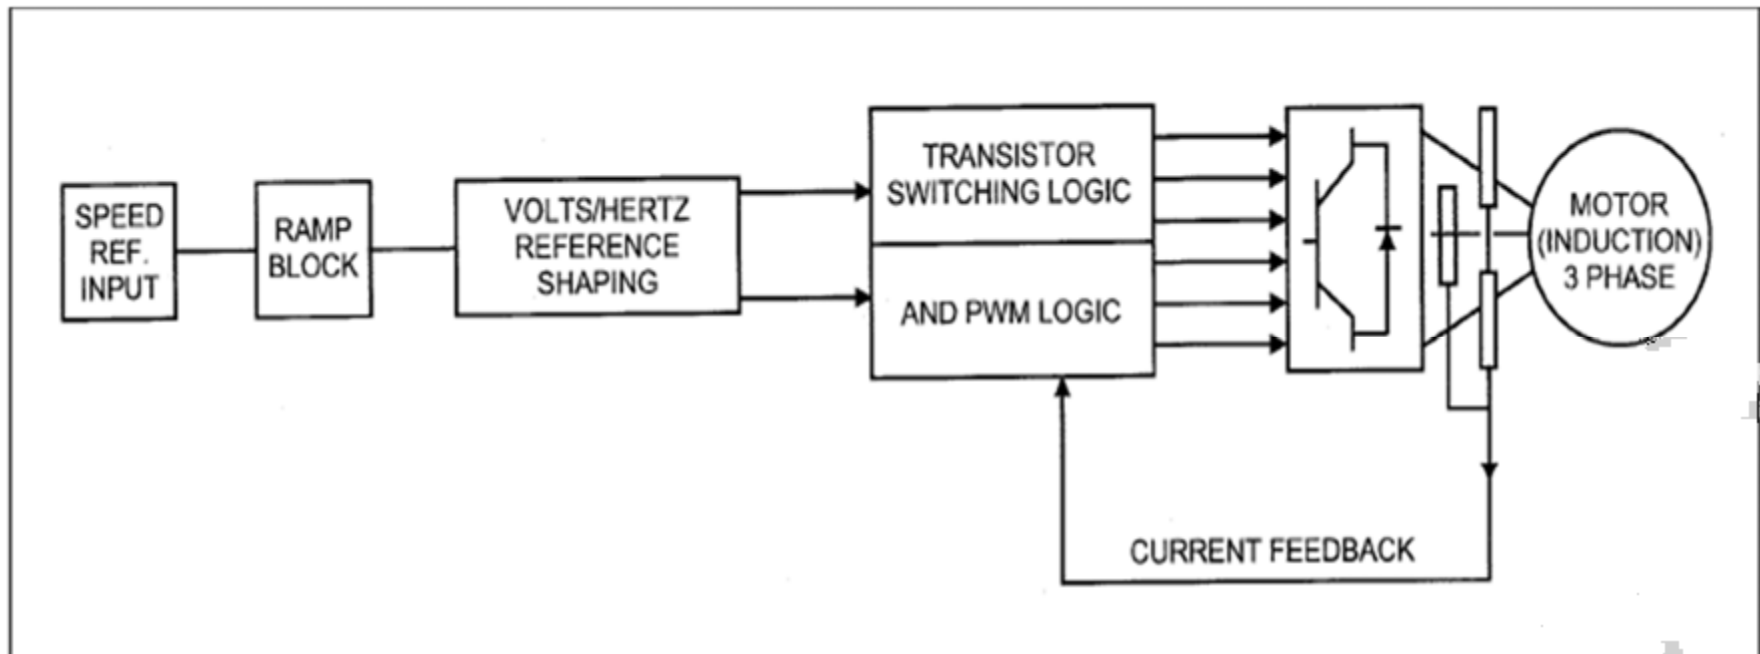 SPEED
REF.
INPUT
RAMP
BLOCK
VOLTS/HERTZ
REFERENCE
SHAPING
TRANSISTOR
SWITCHING LOGIC
AND PWM LOGIC
MOTOR
(INDUCTION)
3 PHASE
CURRENT FEEDBACK